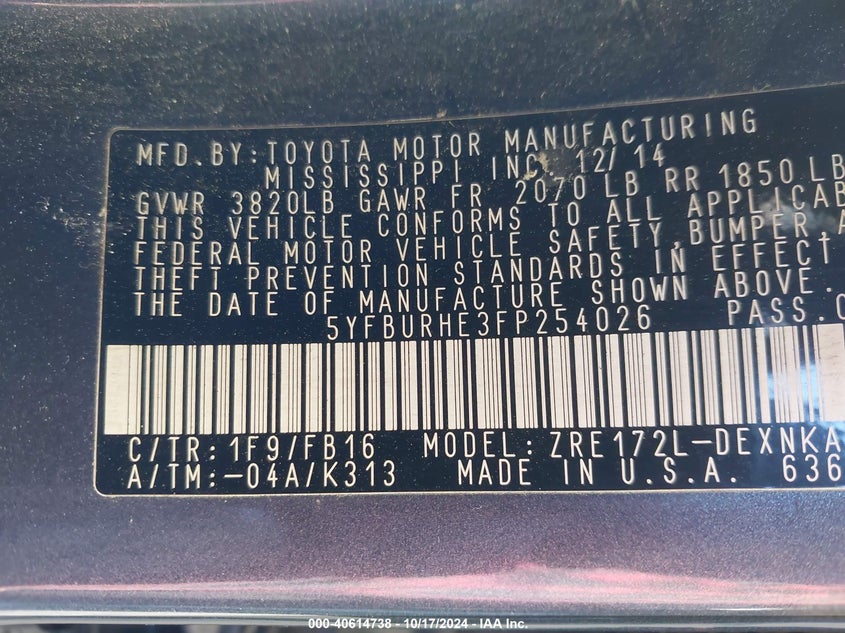 MFD.BY:TOYOTA MOTOR MANUFACTURING
MISSISSIPPI INC. 12/14
GVWR 3820LB GAWR FR 2070 LB RR 1850 LB
THIS VEHICLE CONFORMS TO ALL APPLICAB
FEDERAL MOTOR VEHICLE SAFETY,BUMPER,A
THEFT PREVENTION STANDARDS IN EFFECT
THE DATE OF MANUFACTURE SHOWN ABOVE.
5YFBURHE3FP254026 PASS.C
C/TR:1F9/FB16 MODEL:ZRE172L-DEXNKA
A/TM:-04A/K313 MADE IN U.S.A. 636
000-40614738 - 10/17/2024 - IAA Inc.